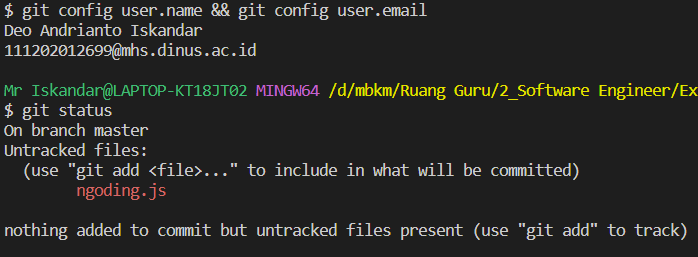 $ git config user.name && git config user.email
Deo Andrianto Iskandar
111202012699@mhs.dinus.ac.id
Mr Iskandar@LAPTOP-KT18JT02 MINGW64 /d/mbkm/Ruang Guru/2_Software Engineer/Ex
$ git status
On branch master
Untracked files:
  (use "git add <file>..." to include in what will be committed)
        ngoding.js
nothing added to commit but untracked files present (use "git add" to track)